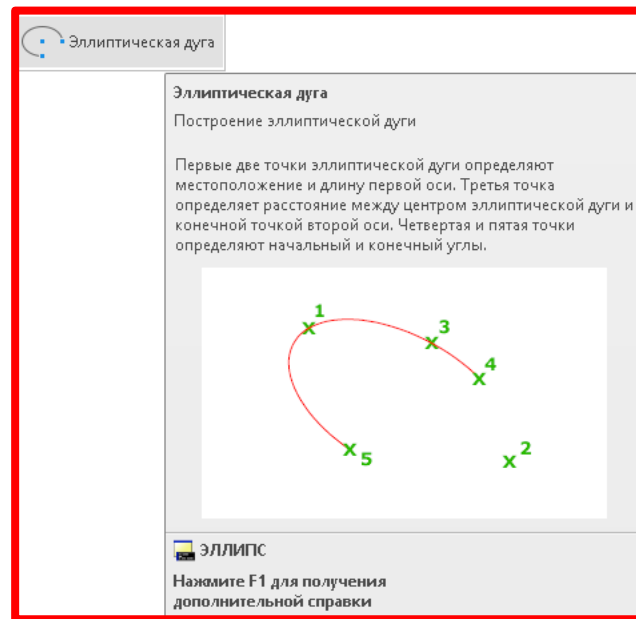 Эллиптическая дуга
Эллиптическая дуга
Построение эллиптической дуги
Первые две точки эллиптической дуги определяют
местоположение и длину первой оси. Третья точка
определяет расстояние между центром эллиптической дуги и
конечной точкой второй оси. Четвертая и пятая точки
определяют начальный и конечный углы.
1
3
4
5
2
ЭЛЛИПС
Нажмите F1 для получения
дополнительной справки